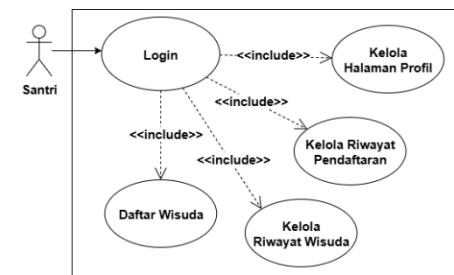 Santri
Login
<<include>>
Kelola
Halaman Profil
<<include>>
Kelola Riwayat
Pendaftaran
<<include>>
<<include>>
Daftar Wisuda
Kelola
Riwayat Wisuda